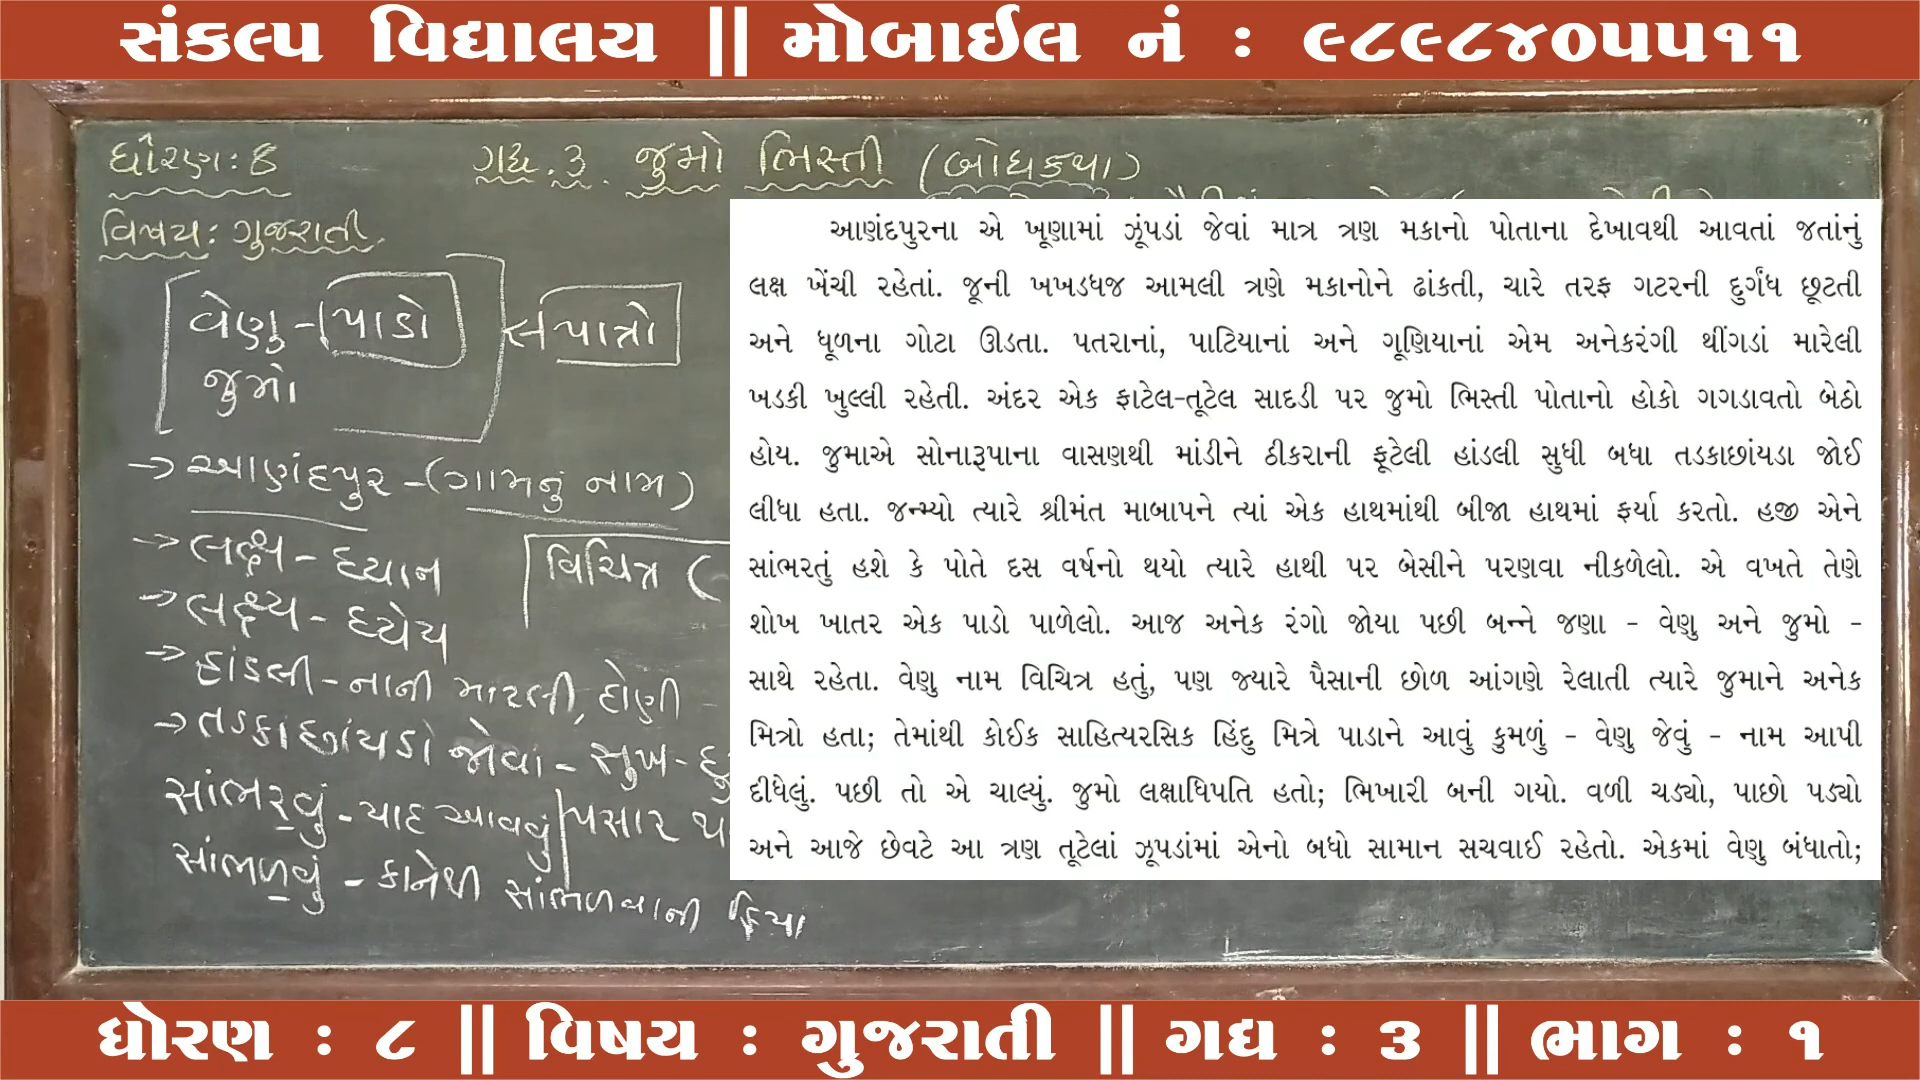 સંકલ્પ વિદ્યાલય || મોબાઈલ નં : ૯૮૯૮૪૦૫૫૧૧
ધોરણ: 8 ગદ્ય. ૩. જુમો ભિસ્તી (બોધકથા)
વિષય: ગુજરાતી
વેણુ - પાડો
જુમો
પાત્રો
→ આણંદપુર - (ગામનું નામ)
→ લક્ષ - ધ્યાન
વિચિત્ર (
→ લક્ષ્ય - ધ્યેય
→ હાંડલી - નાની માટલી, દોણી
→ તડકાછાંયડો જોવા - સુખ-
સાંભરવું - યાદ આવવું | પસાર
સાંભળવું - કાનેથી સાંભળવાની ક્રિયા
આણંદપુરના એ ખૂણામાં ઝૂંપડાં જેવાં માત્ર ત્રણ મકાનો પોતાના દેખાવથી આવતાં જતાંનું
લક્ષ ખેંચી રહેતાં. જૂની ખખડધજ આમલી ત્રણે મકાનોને ઢાંકતી, ચારે તરફ ગટરની દુર્ગંધ છૂટતી
અને ધૂળના ગોટા ઊડતા. પતરાનાં, પાટિયાનાં અને ગૂણિયાનાં એમ અનેકરંગી થીંગડાં મારેલી
ખડકી ખુલ્લી રહેતી. અંદર એક ફાટેલ-તૂટેલ સાદડી પર જુમો ભિસ્તી પોતાનો હોકો ગગડાવતો બેઠો
હોય. જુમાએ સોનારૂપાના વાસણથી માંડીને ઠીકરાની ફૂટેલી હાંડલી સુધી બધા તડકાછાંયડા જોઈ
લીધા હતા. જન્મ્યો ત્યારે શ્રીમંત માબાપને ત્યાં એક હાથમાંથી બીજા હાથમાં ફર્યા કરતો. હજી એને
સાંભરતું હશે કે પોતે દસ વર્ષનો થયો ત્યારે હાથી પર બેસીને પરણવા નીકળેલો. એ વખતે તેણે
શોખ ખાતર એક પાડો પાળેલો. આજ અનેક રંગો જોયા પછી બન્ને જણા - વેણુ અને જુમો -
સાથે રહેતા. વેણુ નામ વિચિત્ર હતું, પણ જ્યારે પૈસાની છોળ આંગણે રેલાતી ત્યારે જુમાને અનેક
મિત્રો હતા; તેમાંથી કોઈક સાહિત્યરસિક હિંદુ મિત્રે પાડાને આવું કુમળું - વેણુ જેવું - નામ આપી
દીધેલું. પછી તો એ ચાલ્યું. જુમો લક્ષાધિપતિ હતો; ભિખારી બની ગયો. વળી ચડ્યો, પાછો પડ્યો
અને આજે છેવટે આ ત્રણ તૂટેલાં ઝૂપડાંમાં એનો બધો સામાન સચવાઈ રહેતો. એકમાં વેણુ બંધાતો;
ધોરણ : ૮ || વિષય : ગુજરાતી || ગદ્ય : ૩ || ભાગ : ૧